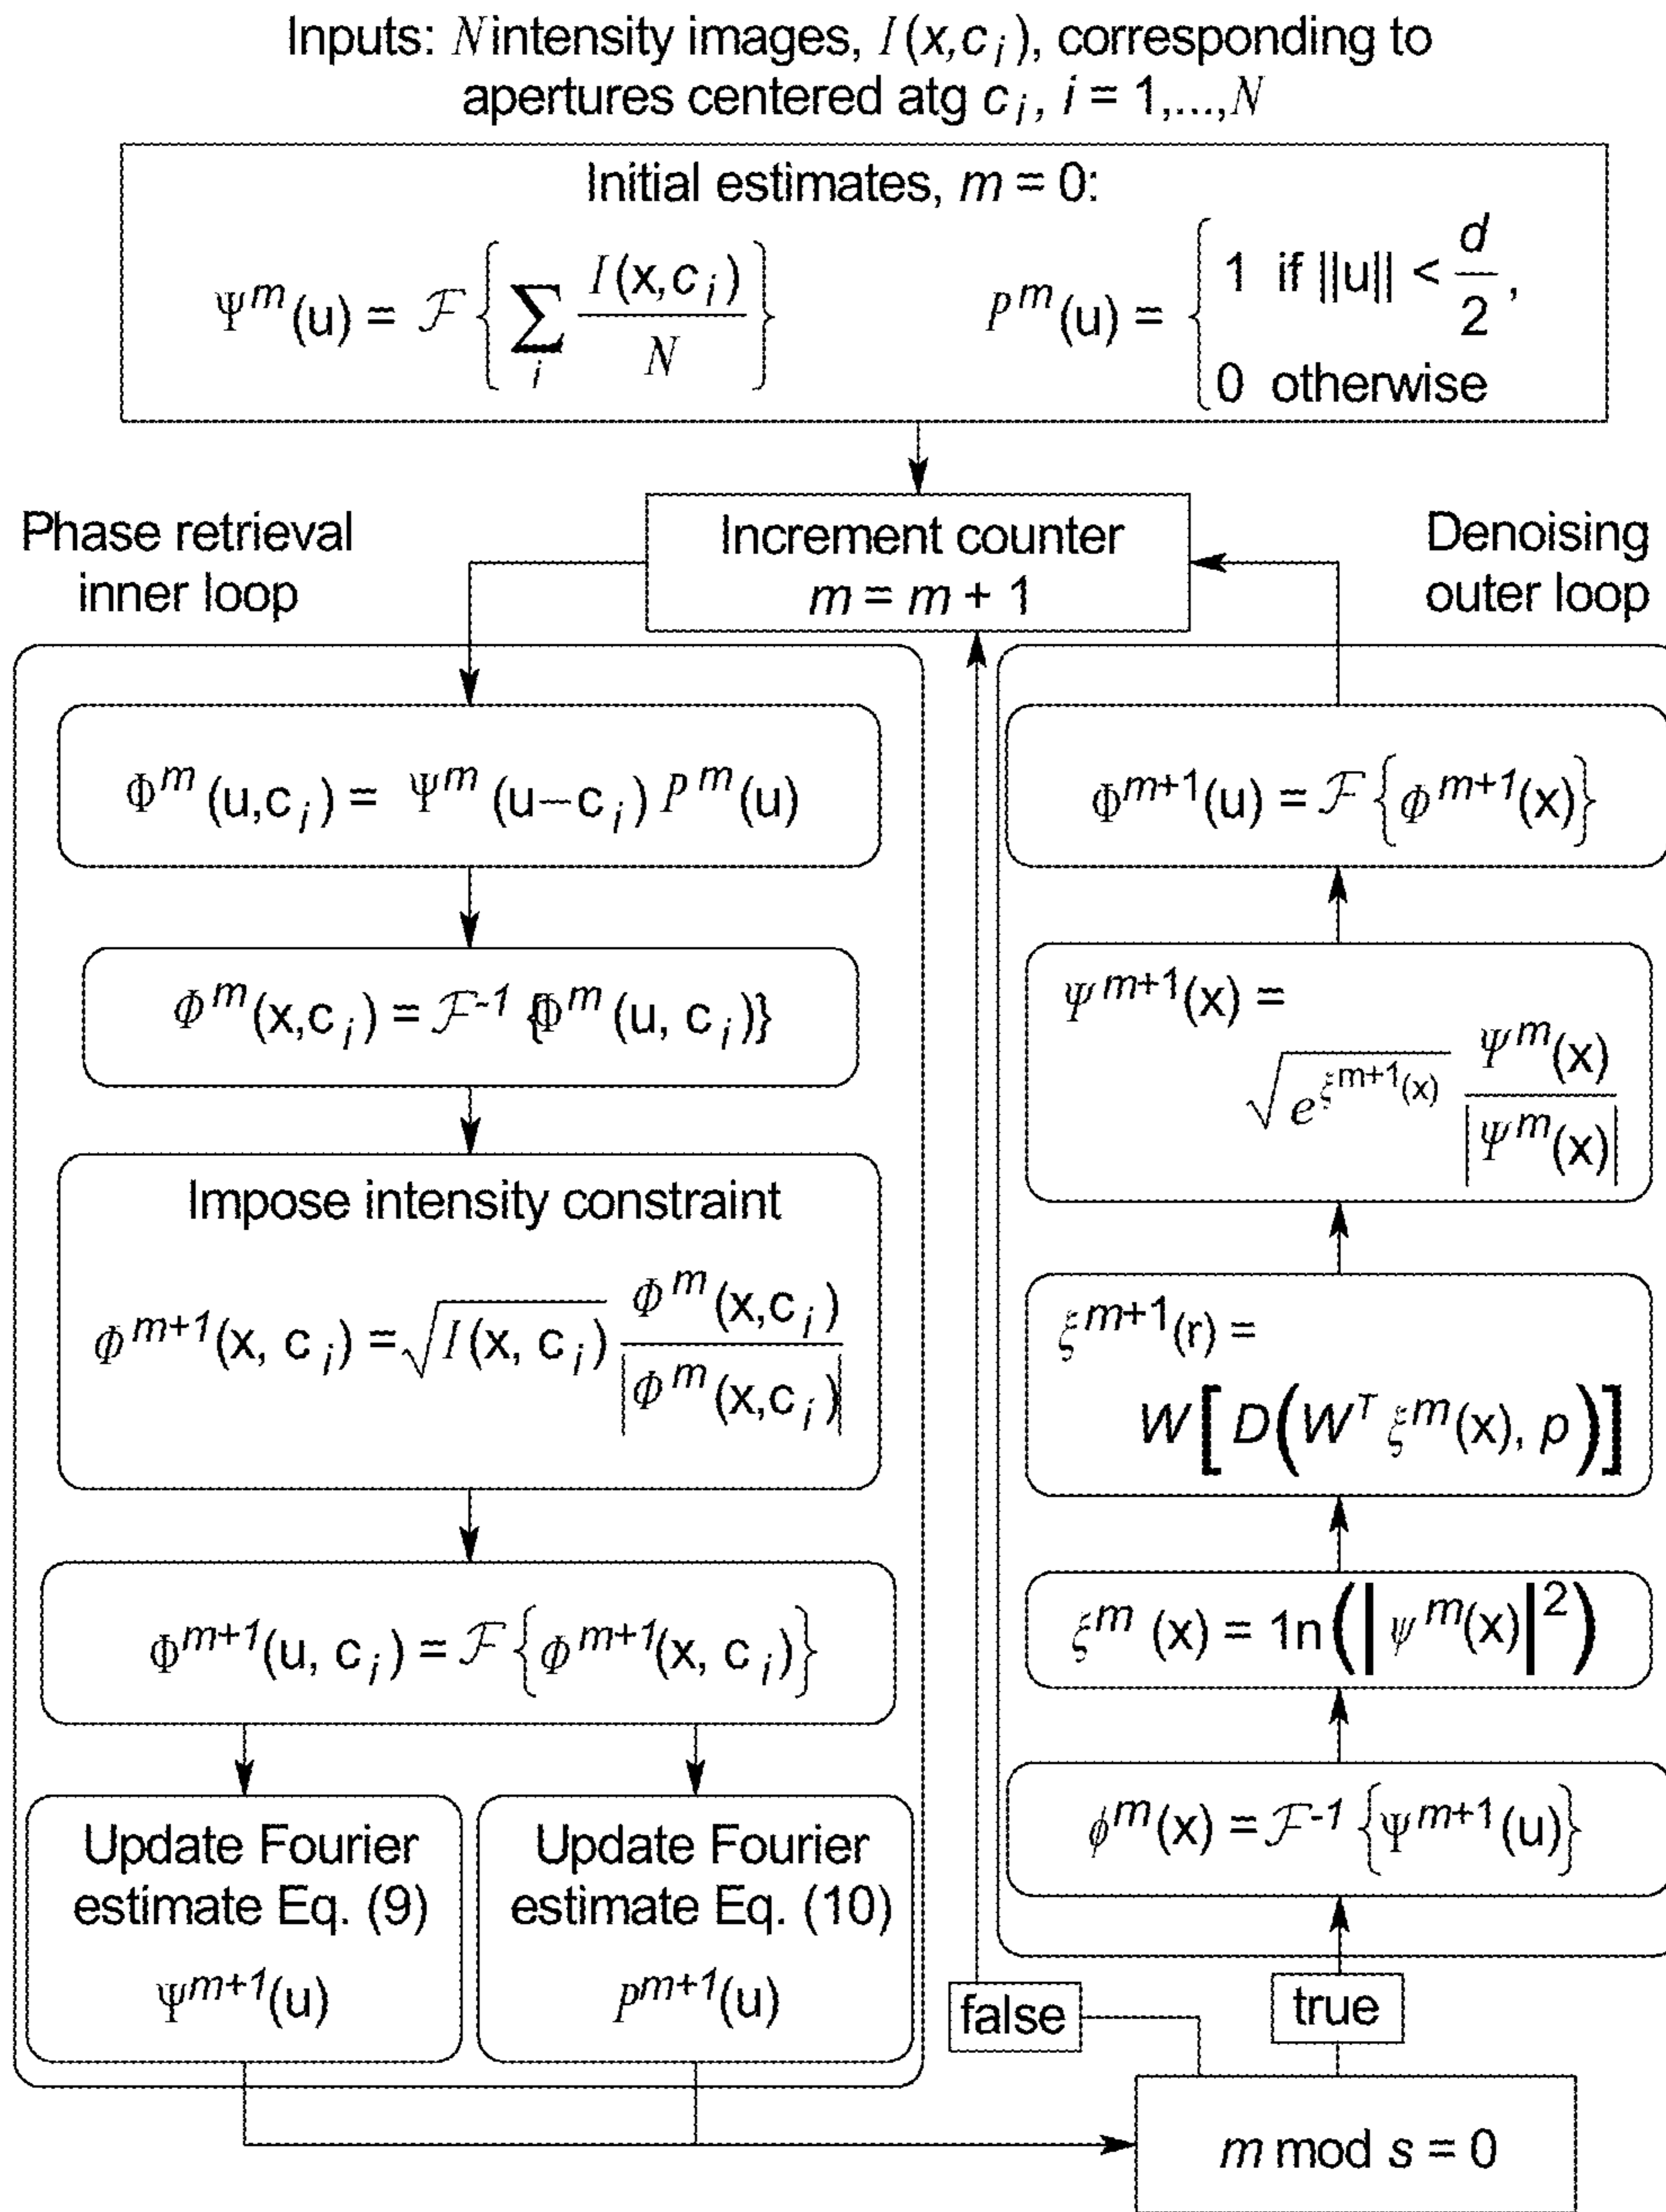 Inputs: N intensity images, I(x,c_i), corresponding to
apertures centered atg c_i, i = 1,...,N
Initial estimates, m = 0:
Ψ^m(u) = ℱ{∑_i I(x,c_i)/N}
P^m(u) = { 1 if ||u|| < d/2,
0 otherwise
Phase retrieval
inner loop
Increment counter
m = m + 1
Denoising
outer loop
Φ^m(u,c_i) = Ψ^m(u–c_i) P^m(u)
Φ^m(x,c_i) = ℱ^-1 {Φ^m(u, c_i)}
Impose intensity constraint
Φ^m+1(x, c_i) = √I(x, c_i) Φ^m(x,c_i)/|Φ^m(x,c_i)|
Φ^m+1(u, c_i) = ℱ{Φ^m+1(x, c_i)}
Update Fourier
estimate Eq. (9)
Ψ^m+1(u)
Update Fourier
estimate Eq. (10)
P^m+1(u)
Φ^m+1(u) = ℱ{Φ^m+1(x)}
Ψ^m+1(x) =
√e^ξ^m+1(x) Ψ^m(x)/|Ψ^m(x)|
ξ^m+1(r) =
W[D(W^T ξ^m(x), p)]
ξ^m (x) = 1n(|ψ^m(x)|^2)
ϕ^m(x) = ℱ^-1 {Ψ^m+1(u)}
false
true
m mod s = 0